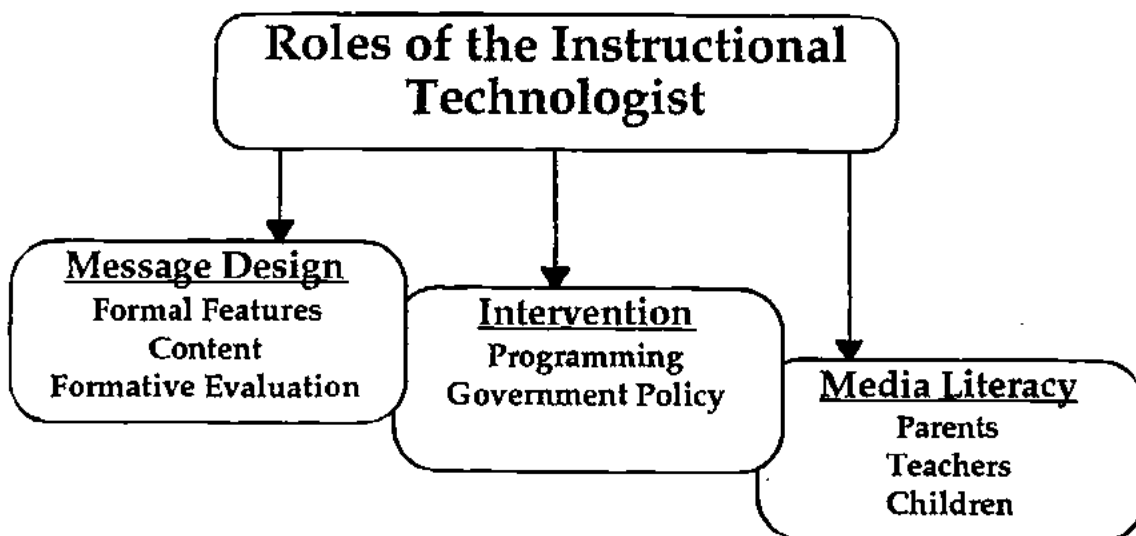 Roles of the Instructional
Technologist
Message Design
Formal Features
Content
Formative Evaluation
Intervention
Programming
Government Policy
Media Literacy
Parents
Teachers
Children